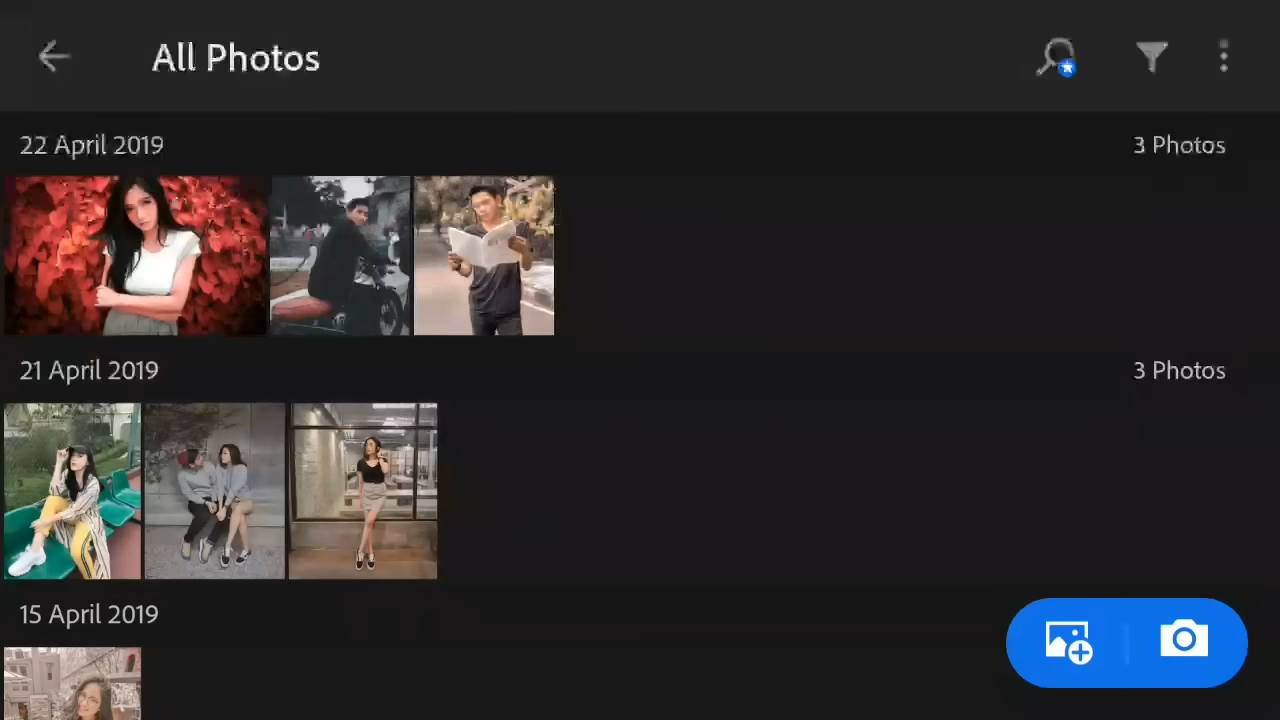 All Photos
22 April 2019
3 Photos
21 April 2019
3 Photos
15 April 2019